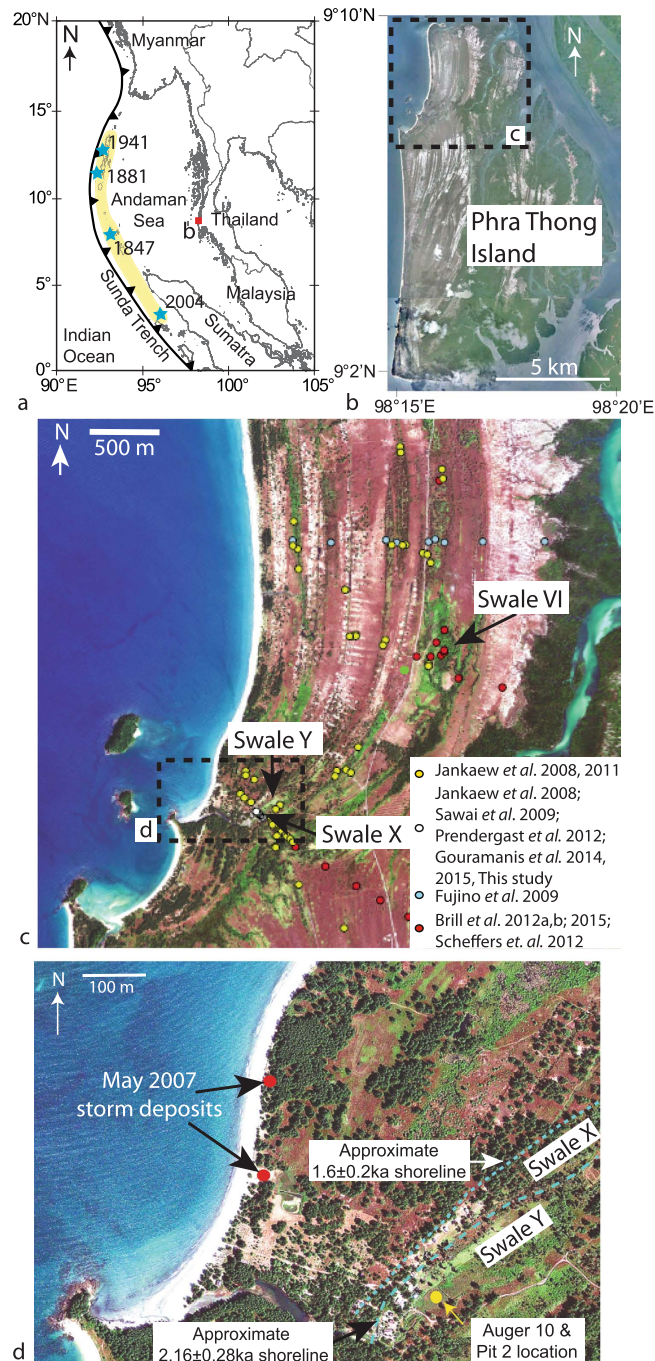 N
Myanmar
20°
15°
10°
5°
0°
1941
1881
Andaman
Sea
1847
b
Thailand
2004
Malaysia
Sumatra
Sunda Trench
Indian
Ocean
90°E
95
100
105
a
9°10'
N
c
Phra Thong
Island
5 km
9°2'
98°15'E
98°20'E
b
N
500 m
Swale VI
Swale Y
Swale X
d
Jankaew et al. 2008, 2011
Jankaew et al. 2008;
Sawai et al. 2009;
Prendergast et al. 2012;
Gouramanis et al. 2014,
2015, This study
Fujino et al. 2009
Brill et al. 2012a,b; 2015;
Scheffers et. al. 2012
c
N
100 m
May 2007
storm deposits
Approximate
1.6±0.2ka shoreline
Swale X
Swale Y
Approximate
2.16±0.28ka shoreline
Auger 10 &
Pit 2 location
d